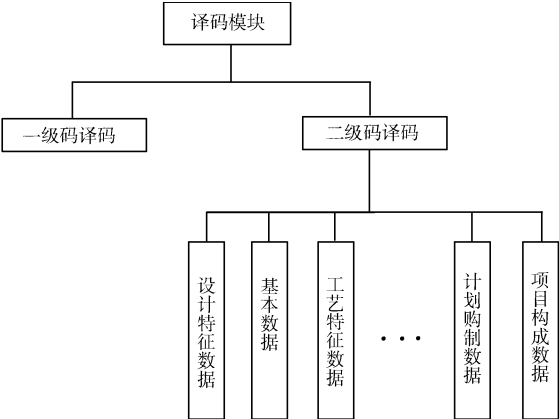 译码模块
一级码译码
二级码译码
设计特征数据
基本数据
工艺特征数据
···
计划购制数据
项目构成数据